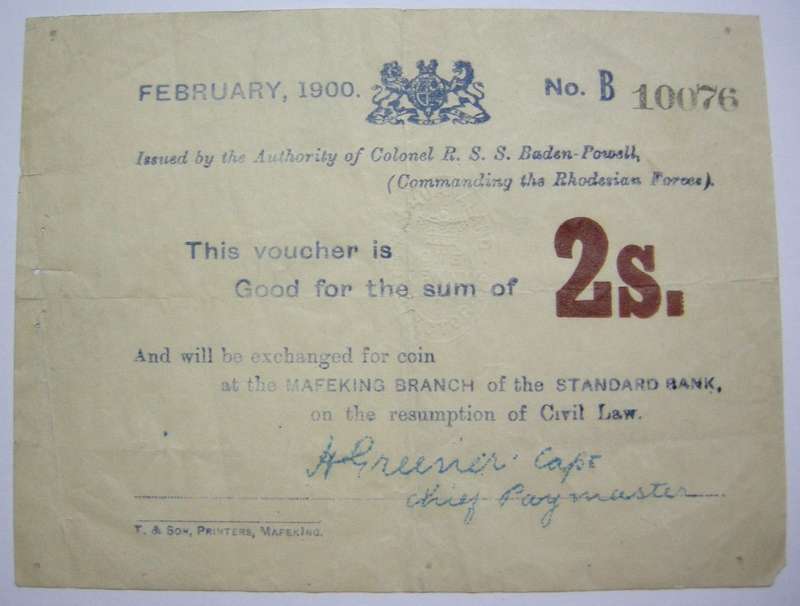 FEBRUARY, 1900. No. B 10076
Issued by the Authority of Colonel R. S. S. Baden-Powell,
(Commanding the Rhodesian Forces).
This voucher is
Good for the sum of 2s.
And will be exchanged for coin
at the MAFEKING BRANCH of the STANDARD BANK,
on the resumption of Civil Law.
H Greener Capt
Chief Paymaster
T. & SON, PRINTERS, MAFEKING.